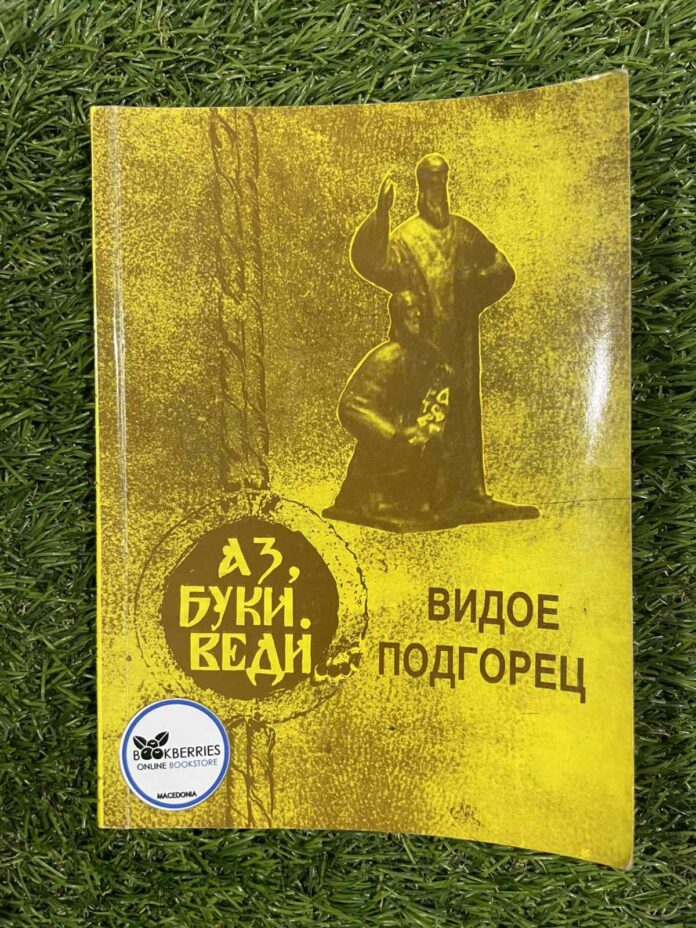 АЗ,
БУКИ,
ВЕДИ...
ВИДОЕ
ПОДГОРЕЦ
BOOKBERRIES
ONLINE BOOKSTORE
MACEDONIA